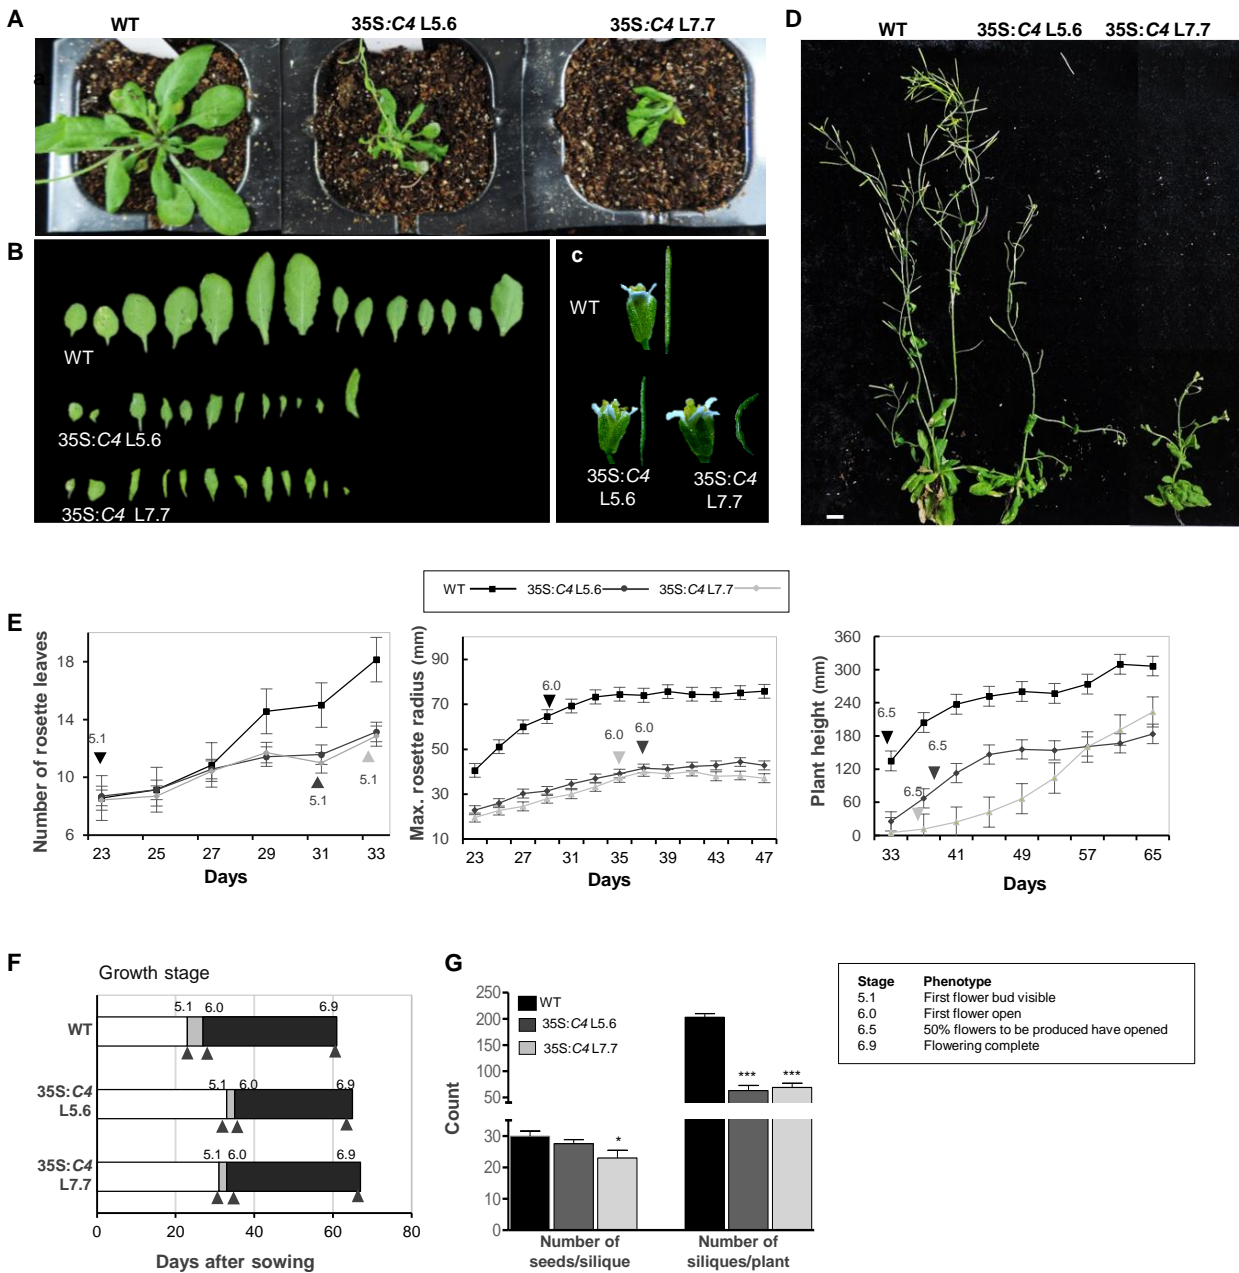 A
WT
35S:C4 L5.6
35S:C4 L7.7
a
D
WT
35S:C4 L5.6
35S:C4 L7.7
B
WT
35S:C4 L5.6
35S:C4 L7.7
c
WT
35S:C4
L5.6
35S:C4
L7.7
WT
35S:C4 L5.6
35S:C4 L7.7
E
Number of rosette leaves
18
14
10
6
5.1
5.1
5.1
23 25 27 29 31 33
Days
Max. rosette radius (mm)
90
70
50
30
10
6.0
6.0
6.0
23 27 31 35 39 43 47
Days
Plant height (mm)
360
300
240
180
120
60
0
6.5
6.5
6.5
33 41 49 57 65
Days
F
Growth stage
5.1 6.0 6.9
WT
5.1 6.0 6.9
35S:C4
L5.6
5.1 6.0 6.9
35S:C4
L7.7
0 20 40 60 80
Days after sowing
G
Count
250
200
150
100
50
30
20
10
0
WT
35S:C4 L5.6
35S:C4 L7.7
*
***
***
Number of
seeds/silique
Number of
siliques/plant
Stage Phenotype
5.1 First flower bud visible
6.0 First flower open
6.5 50% flowers to be produced have opened
6.9 Flowering complete